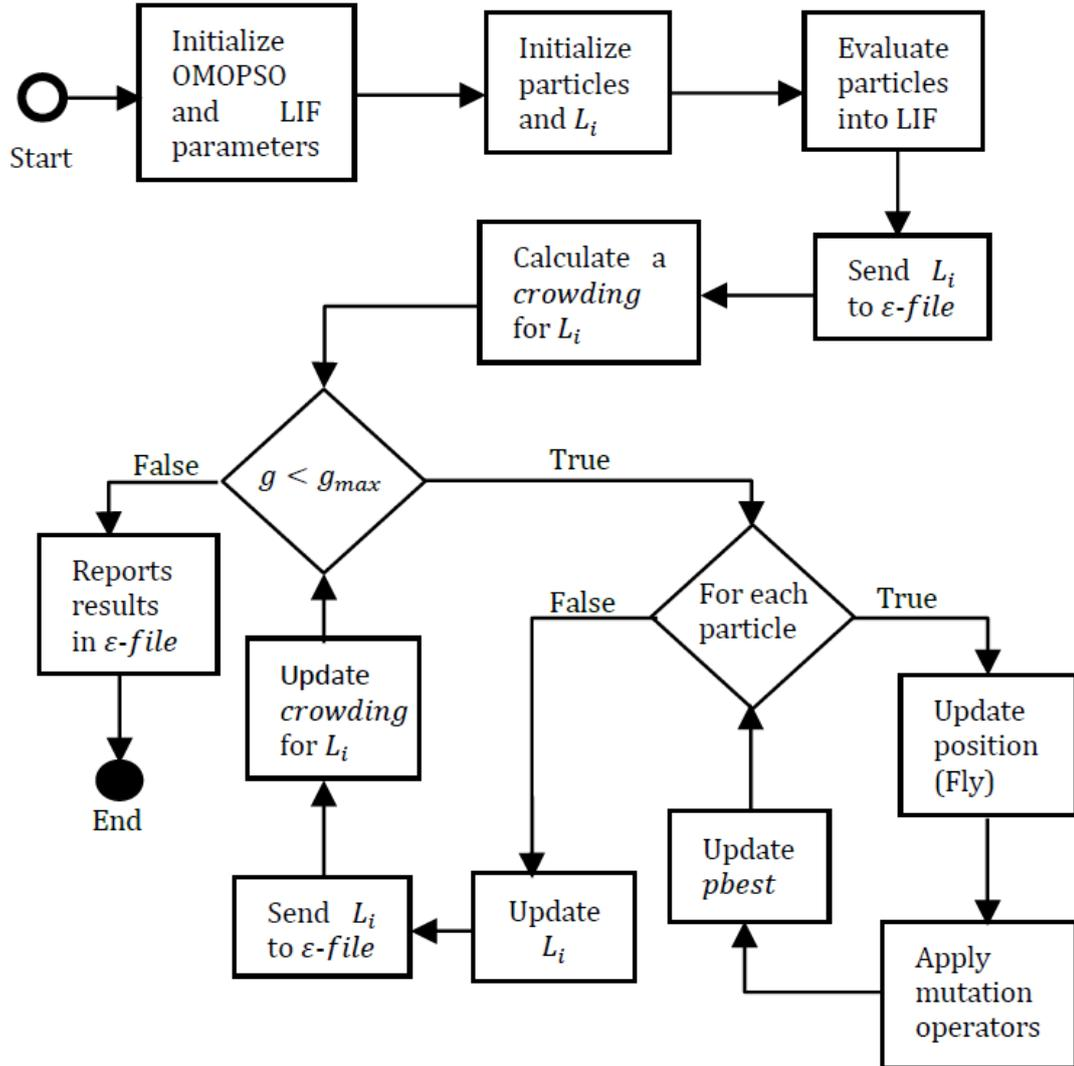 Initialize
OMOPSO
and LIF
parameters
Start
Initialize
particles
and L_i
Evaluate
particles
into LIF
Send L_i
to ε-file
Calculate a
crowding
for L_i
g < g_max
False
True
Reports
results
in ε-file
End
For each
particle
False
True
Update
position
(Fly)
Apply
mutation
operators
Update
pbest
Update
L_i
Send L_i
to ε-file
Update
crowding
for L_i